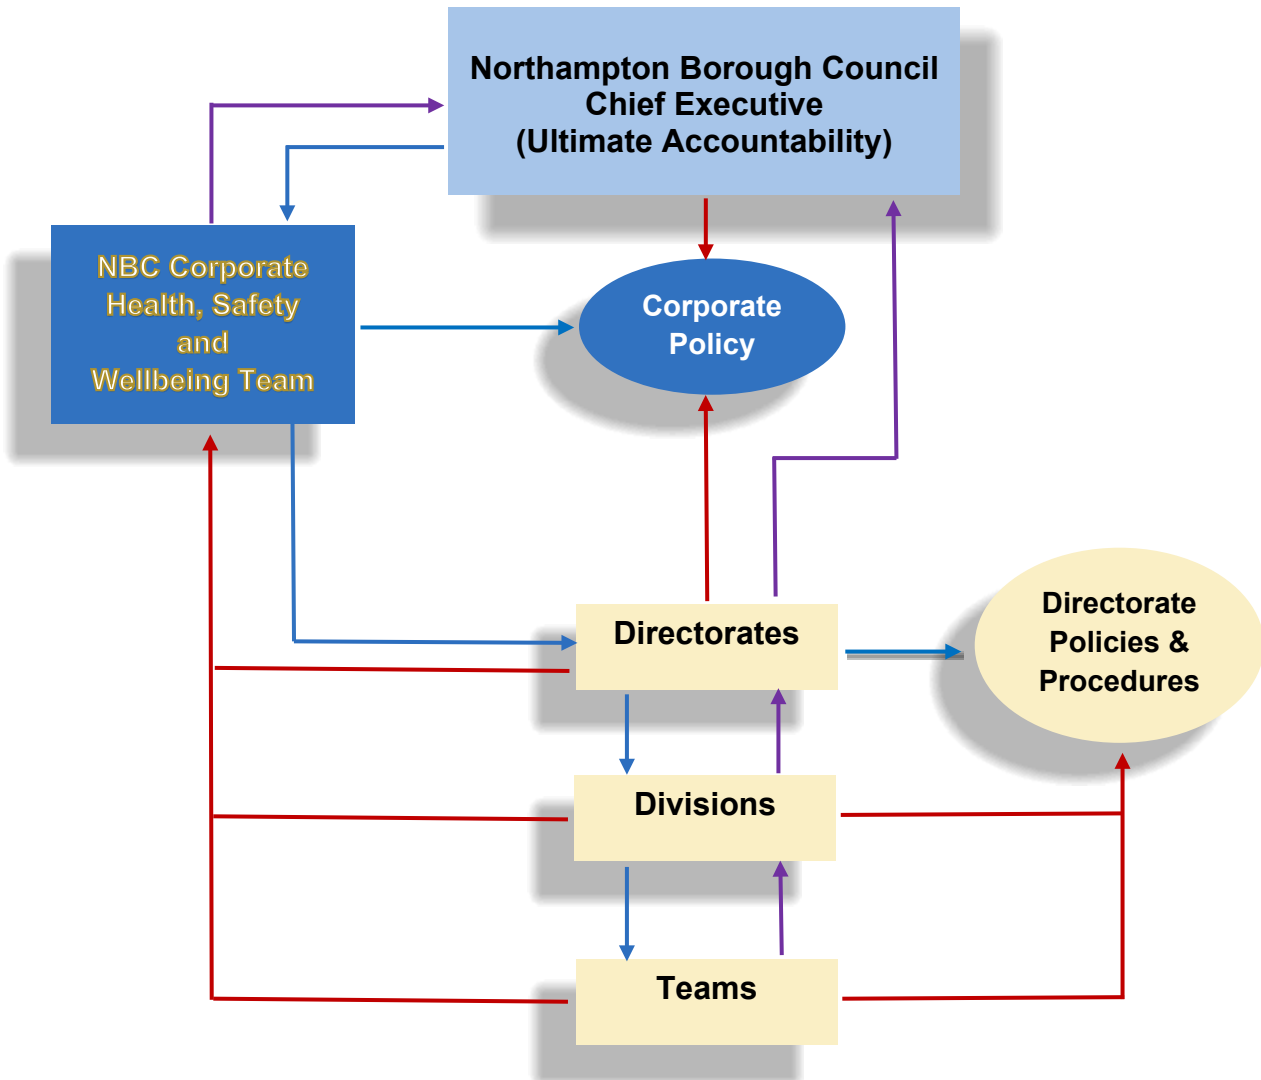 Northampton Borough Council
Chief Executive
(Ultimate Accountability)
NBC Corporate
Health, Safety
and
Wellbeing Team
Corporate
Policy
Directorate
Policies &
Procedures
Directorates
Divisions
Teams